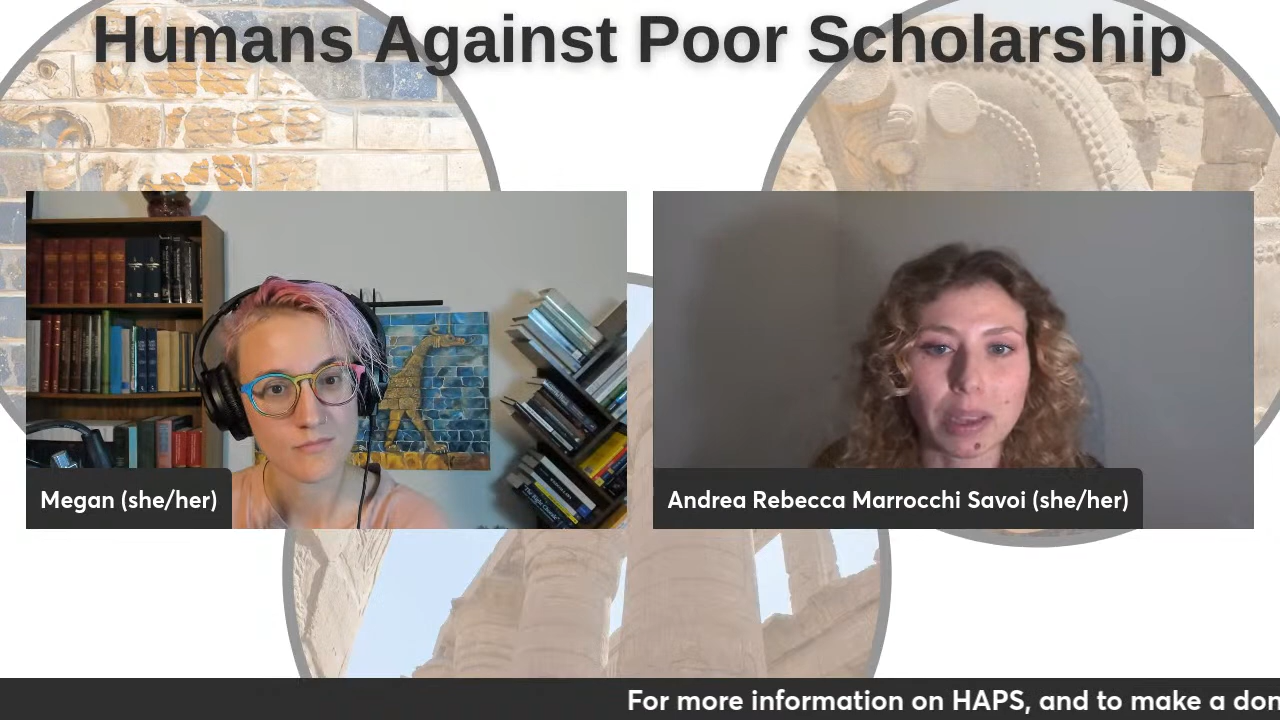 Humans Against Poor Scholarship
Megan (she/her)
Andrea Rebecca Marrocchi Savoi (she/her)
For more information on HAPS, and to make a don